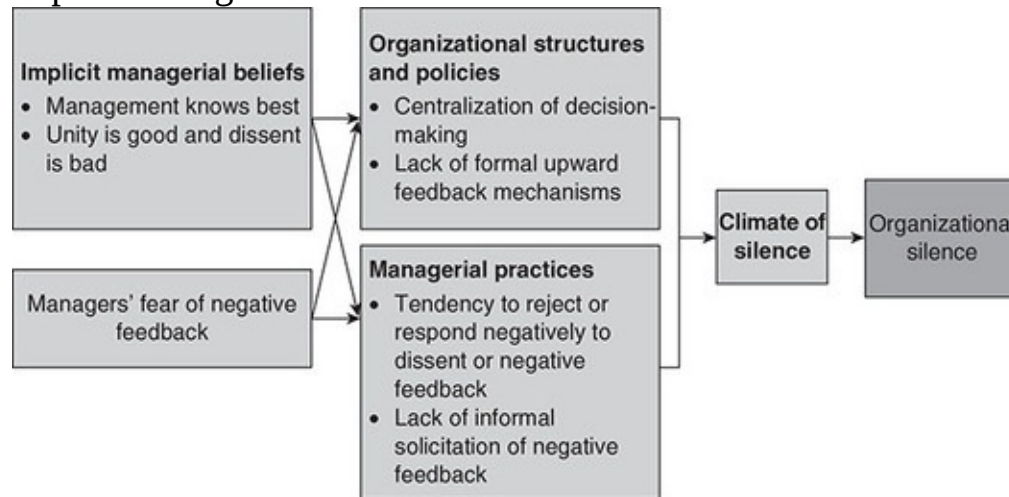 Implicit managerial beliefs
• Management knows best
• Unity is good and dissent
is bad
Managers' fear of negative
feedback
Organizational structures
and policies
• Centralization of decision-
making
• Lack of formal upward
feedback mechanisms
Managerial practices
• Tendency to reject or
respond negatively to
dissent or negative
feedback
• Lack of informal
solicitation of negative
feedback
Climate of
silence
Organizationa
silence